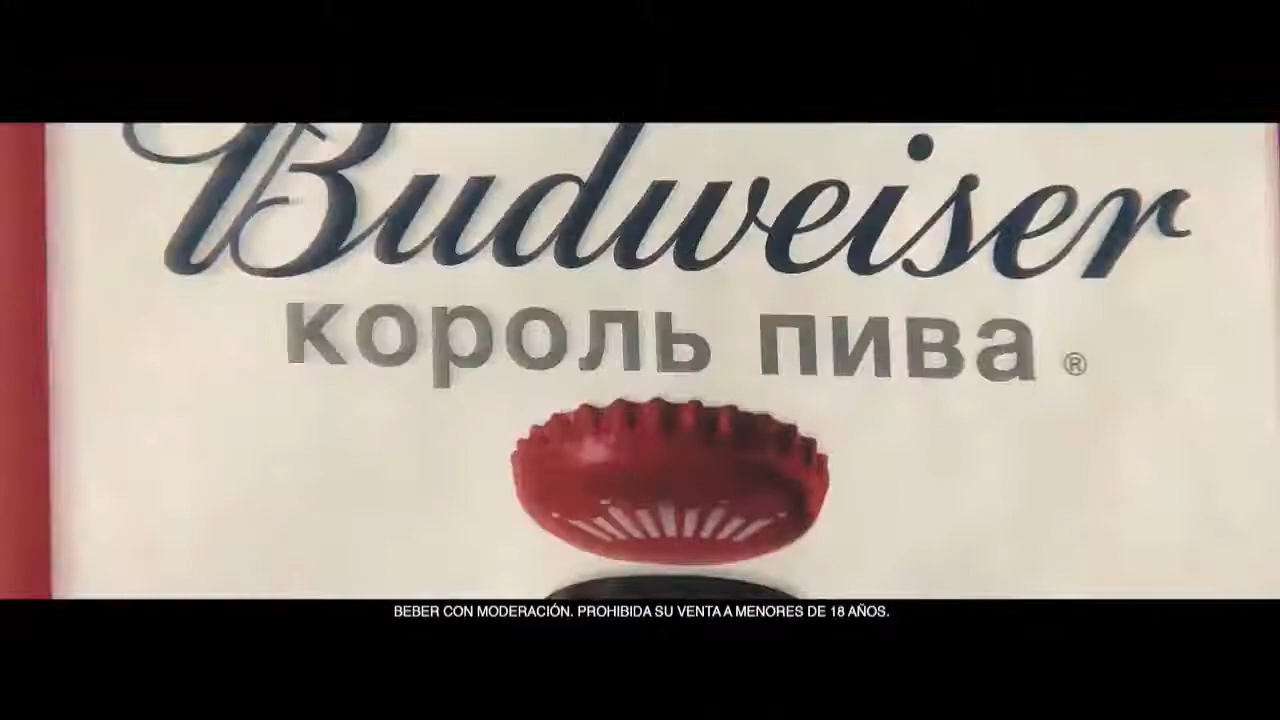 Budweiser
король пива ®
BEBER CON MODERACIÓN. PROHIBIDA SU VENTA A MENORES DE 18 AÑOS.